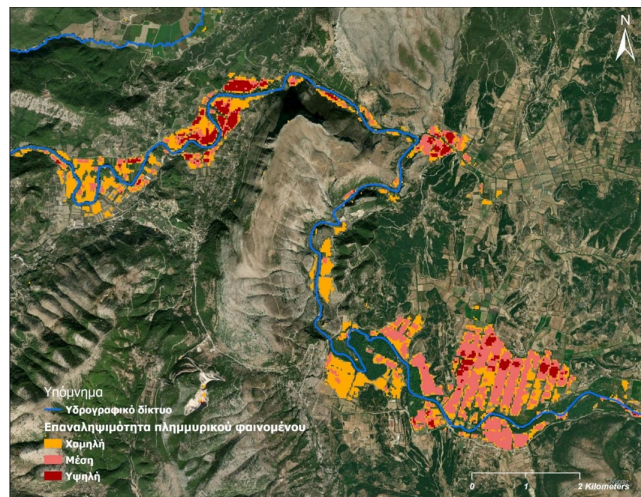 N
Υπόμνημα
Υδρογραφικό δίκτυο
Επαναληψιμότητα πλημμυρικού φαινομένου
Χαμηλή
Μέση
Υψηλή
0 1 2 Kilometers